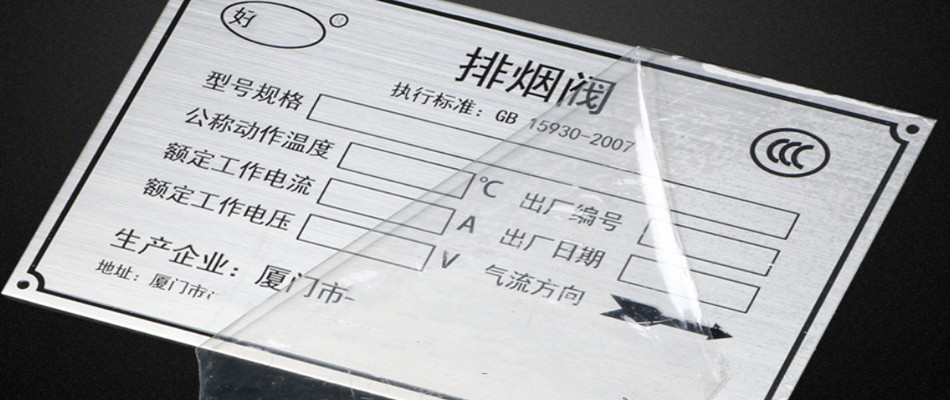 好 ®
排烟阀
执行标准：GB 15930-2007
CCC
型号规格
公称动作温度 ℃ 出厂编号
额定工作电流 A 出厂日期
额定工作电压 V 气流方向
生产企业：厦门市
地址：厦门市